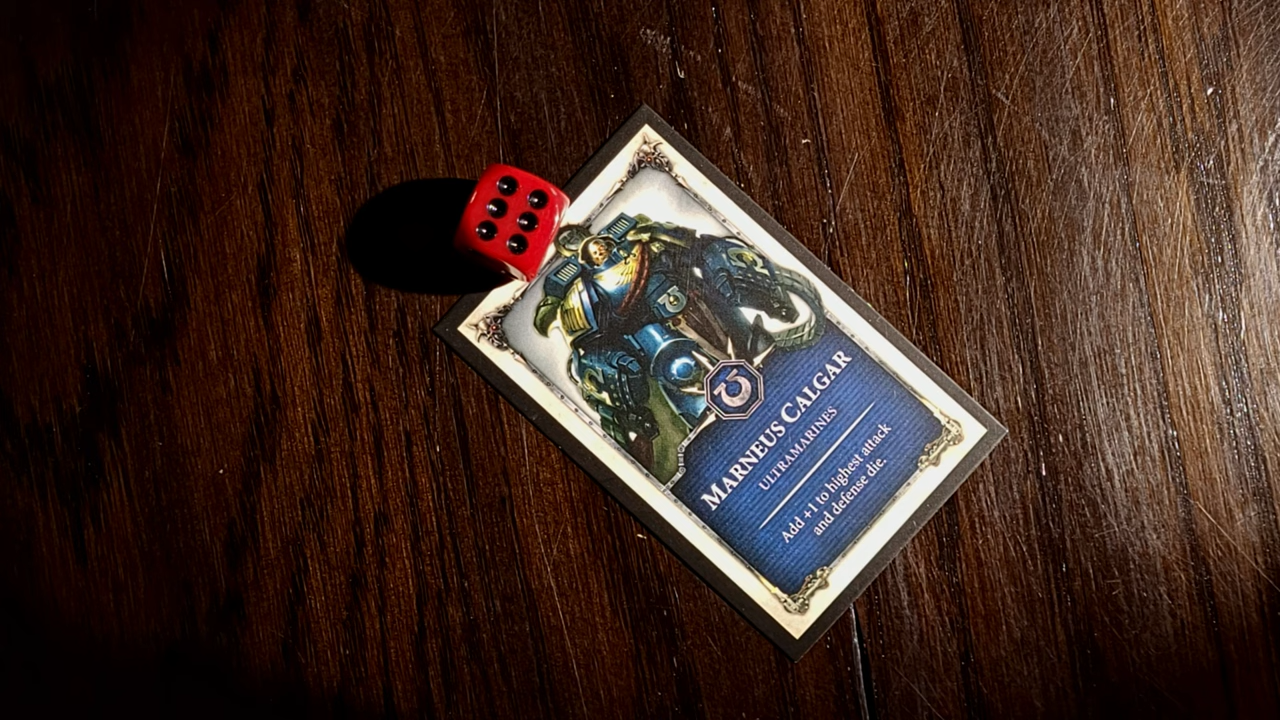 MARNEUS CALGAR
ULTRAMARINES
Add +1 to highest attack
and defense die.